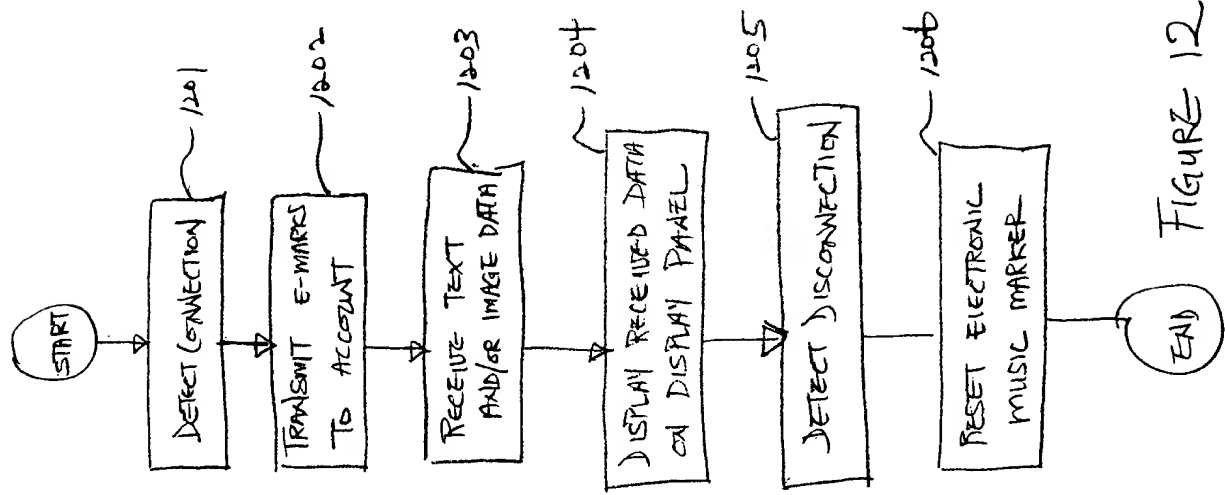 START
DETECT CONNECTION
1201
TRANSMIT E-MARKS
TO ACCOUNT
1202
RECEIVE TEXT
AND/OR IMAGE DATA
1203
DISPLAY RECEIVED DATA
ON DISPLAY PANEL
1204
DETECT DISCONNECTION
1205
RESET ELECTRONIC
MUSIC MARKER
1206
END
FIGURE 12